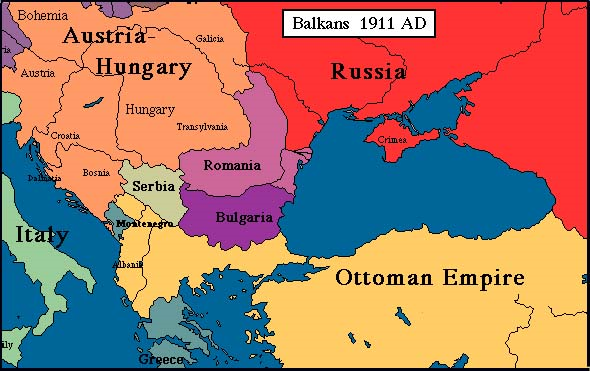 Balkans 1911 AD
Bohemia
Austria-
Hungary
Galicia
Austria
Russia
Hungary
Transylvania
Croatia
Crimea
Romania
Bosnia
Dalmatia
Serbia
Bulgaria
Montenegro
Italy
Albania
Ottoman Empire
ily
Greece